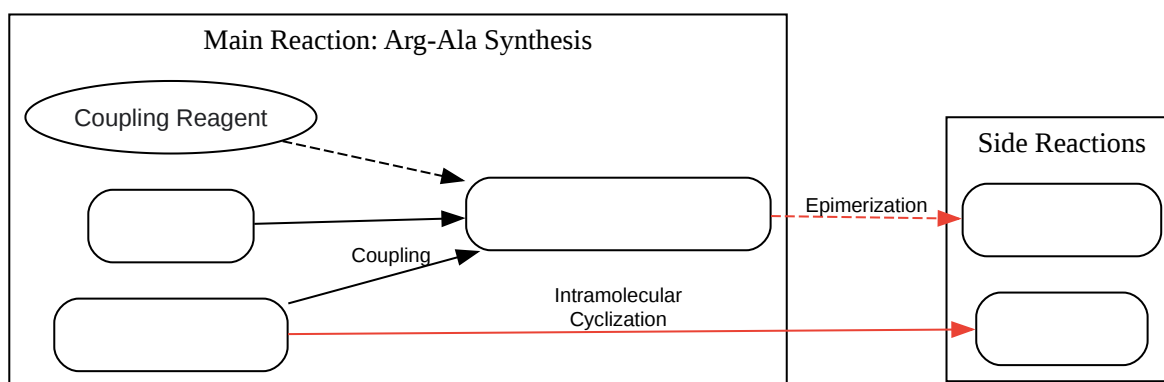 Main Reaction: Arg-Ala Synthesis
Coupling Reagent
Side Reactions
Epimerization
Coupling
Intramolecular
Cyclization